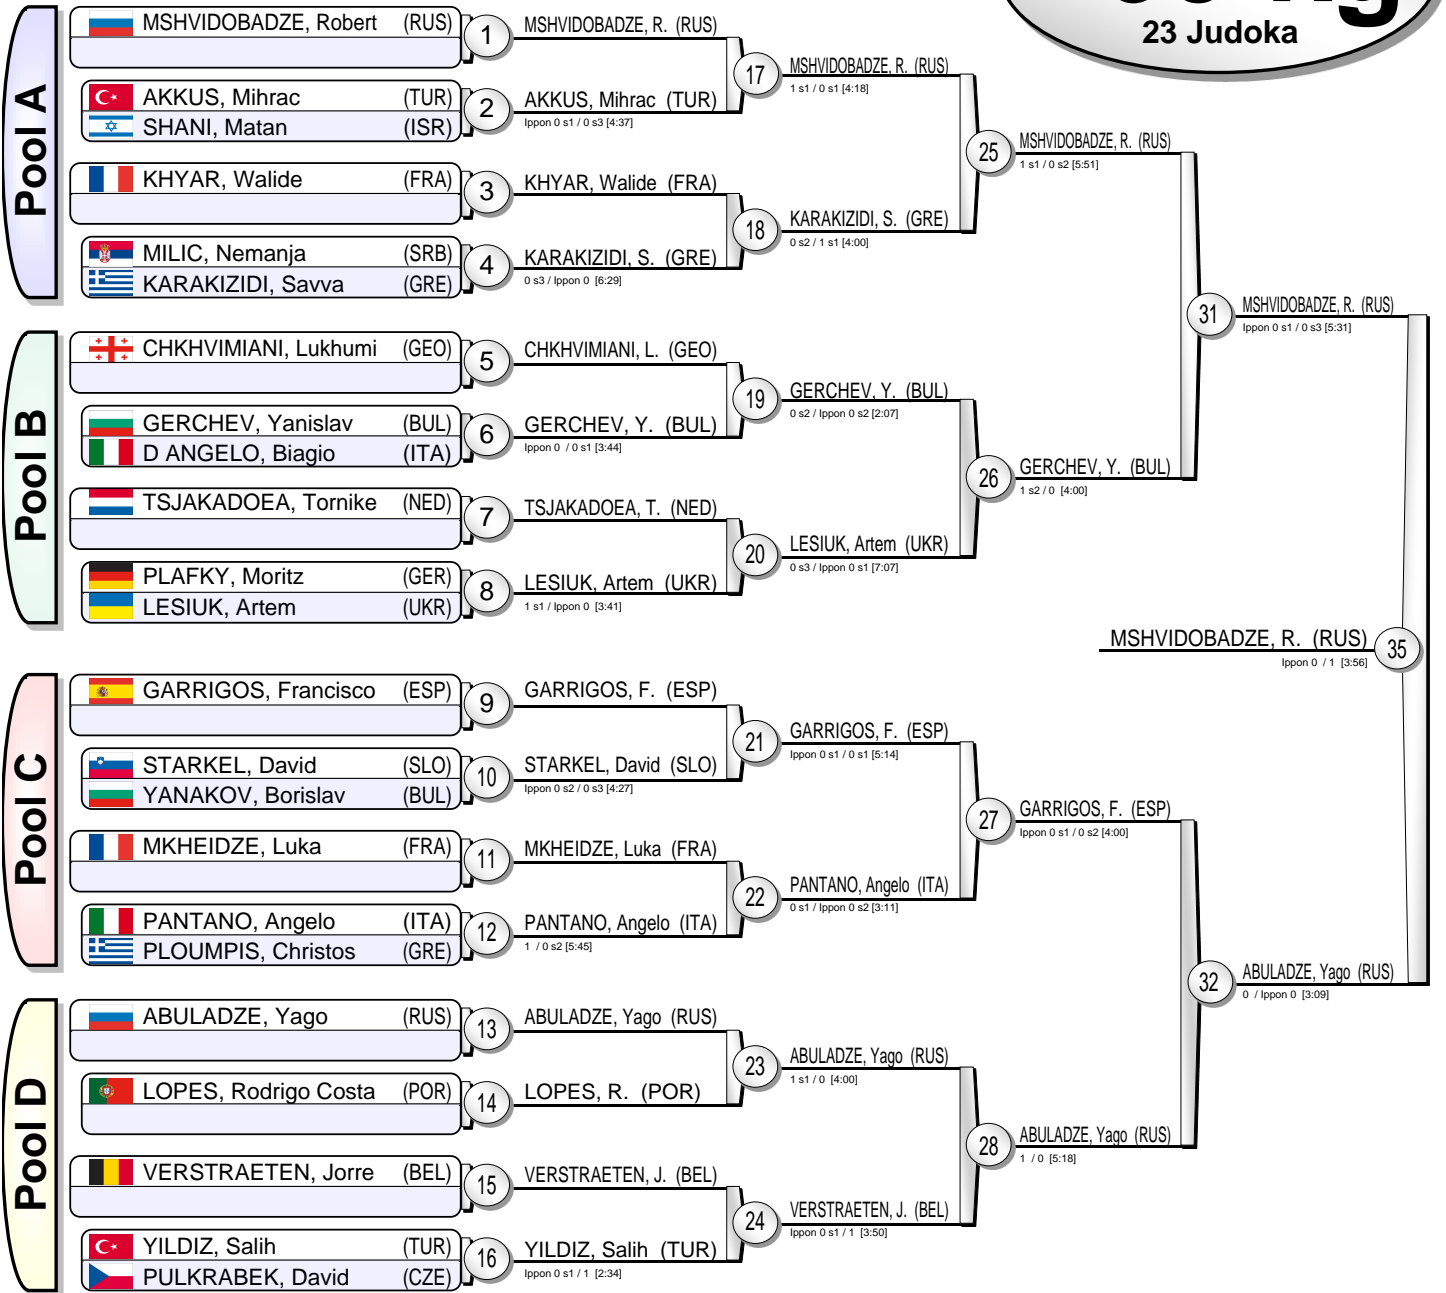 23 Judoka
Pool A
MSHVIDOBADZE, Robert (RUS)
1
MSHVIDOBADZE, R. (RUS)
AKKUS, Mihrac (TUR)
SHANI, Matan (ISR)
2
AKKUS, Mihrac (TUR)
Ippon 0 s1 / 0 s3 [4:37]
17
MSHVIDOBADZE, R. (RUS)
1 s1 / 0 s1 [4:18]
KHYAR, Walide (FRA)
3
KHYAR, Walide (FRA)
MILIC, Nemanja (SRB)
KARAKIZIDI, Savva (GRE)
4
KARAKIZIDI, S. (GRE)
0 s3 / Ippon 0 [6:29]
18
KARAKIZIDI, S. (GRE)
0 s2 / 1 s1 [4:00]
25
MSHVIDOBADZE, R. (RUS)
1 s1 / 0 s2 [5:51]
Pool B
CHKHVIMIANI, Lukhumi (GEO)
5
CHKHVIMIANI, L. (GEO)
GERCHEV, Yanislav (BUL)
D ANGELO, Biagio (ITA)
6
GERCHEV, Y. (BUL)
Ippon 0 / 0 s1 [3:44]
19
GERCHEV, Y. (BUL)
0 s2 / Ippon 0 s2 [2:07]
TSJAKADOEA, Tornike (NED)
7
TSJAKADOEA, T. (NED)
PLAFKY, Moritz (GER)
LESIUK, Artem (UKR)
8
LESIUK, Artem (UKR)
1 s1 / Ippon 0 [3:41]
20
LESIUK, Artem (UKR)
0 s3 / Ippon 0 s1 [7:07]
26
GERCHEV, Y. (BUL)
1 s2 / 0 [4:00]
31
MSHVIDOBADZE, R. (RUS)
Ippon 0 s1 / 0 s3 [5:31]
Pool C
GARRIGOS, Francisco (ESP)
9
GARRIGOS, F. (ESP)
STARKEL, David (SLO)
YANAKOV, Borislav (BUL)
10
STARKEL, David (SLO)
Ippon 0 s2 / 0 s3 [4:27]
21
GARRIGOS, F. (ESP)
Ippon 0 s1 / 0 s1 [5:14]
MKHEIDZE, Luka (FRA)
11
MKHEIDZE, Luka (FRA)
PANTANO, Angelo (ITA)
PLOUMPIS, Christos (GRE)
12
PANTANO, Angelo (ITA)
1 / 0 s2 [5:45]
22
PANTANO, Angelo (ITA)
0 s1 / Ippon 0 s2 [3:11]
27
GARRIGOS, F. (ESP)
Ippon 0 s1 / 0 s2 [4:00]
Pool D
ABULADZE, Yago (RUS)
13
ABULADZE, Yago (RUS)
LOPES, Rodrigo Costa (POR)
14
LOPES, R. (POR)
23
ABULADZE, Yago (RUS)
1 s1 / 0 [4:00]
VERSTRAETEN, Jorre (BEL)
15
VERSTRAETEN, J. (BEL)
YILDIZ, Salih (TUR)
PULKRABEK, David (CZE)
16
YILDIZ, Salih (TUR)
Ippon 0 s1 / 1 [2:34]
24
VERSTRAETEN, J. (BEL)
Ippon 0 s1 / 1 [3:50]
28
ABULADZE, Yago (RUS)
1 / 0 [5:18]
32
ABULADZE, Yago (RUS)
0 / Ippon 0 [3:09]
MSHVIDOBADZE, R. (RUS)
35
Ippon 0 / 1 [3:56]